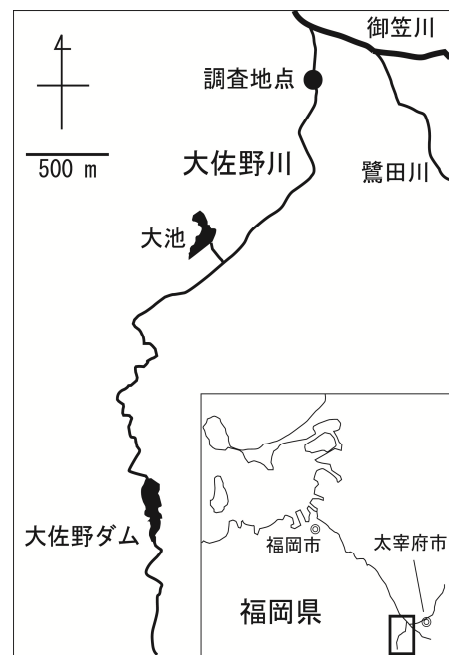 御笠川
調査地点
500 m
大佐野川
鷺田川
大池
大佐野ダム
福岡市
太宰府市
福岡県